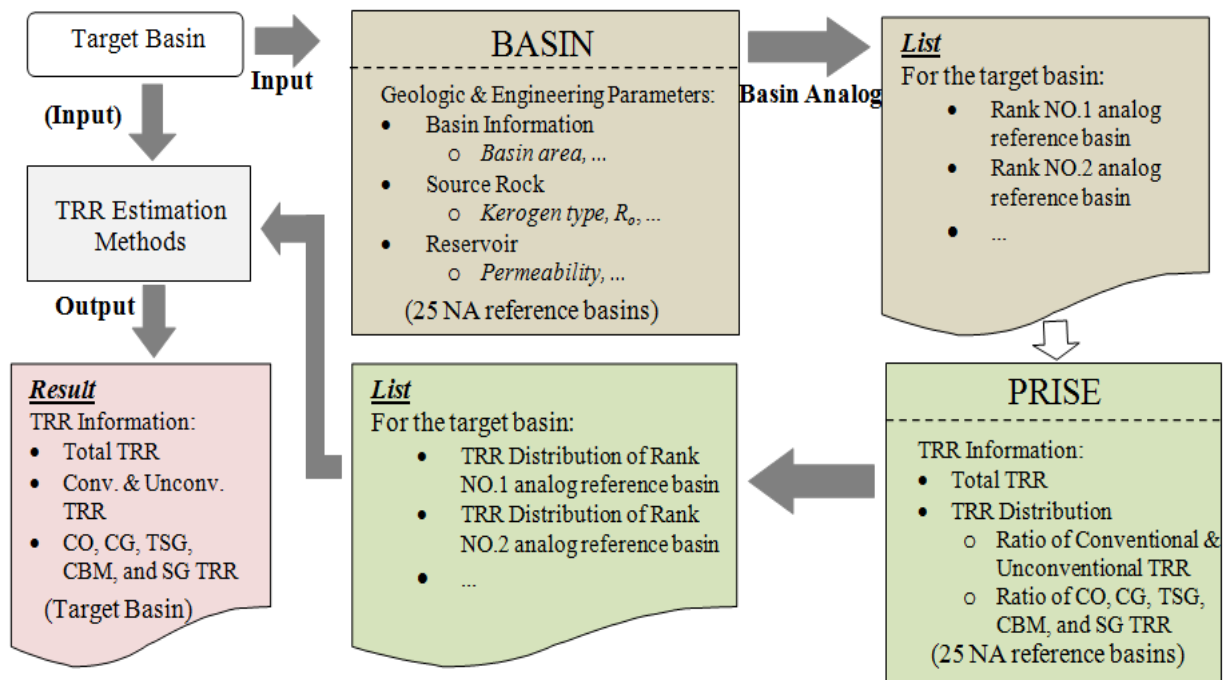 Target Basin
Input
(Input)
BASIN
Geologic & Engineering Parameters:
• Basin Information
o Basin area, ...
• Source Rock
o Kerogen type, Rₒ, ...
• Reservoir
o Permeability, ...
(25 NA reference basins)
Basin Analog
List
For the target basin:
• Rank NO.1 analog
reference basin
• Rank NO.2 analog
reference basin
• ...
TRR Estimation
Methods
Output
Result
TRR Information:
• Total TRR
• Conv. & Unconv.
TRR
• CO, CG, TSG,
CBM, and SG TRR
(Target Basin)
List
For the target basin:
• TRR Distribution of Rank
NO.1 analog reference basin
• TRR Distribution of Rank
NO.2 analog reference basin
• ...
PRISE
TRR Information:
• Total TRR
• TRR Distribution
o Ratio of Conventional &
Unconventional TRR
o Ratio of CO, CG, TSG,
CBM, and SG TRR
(25 NA reference basins)